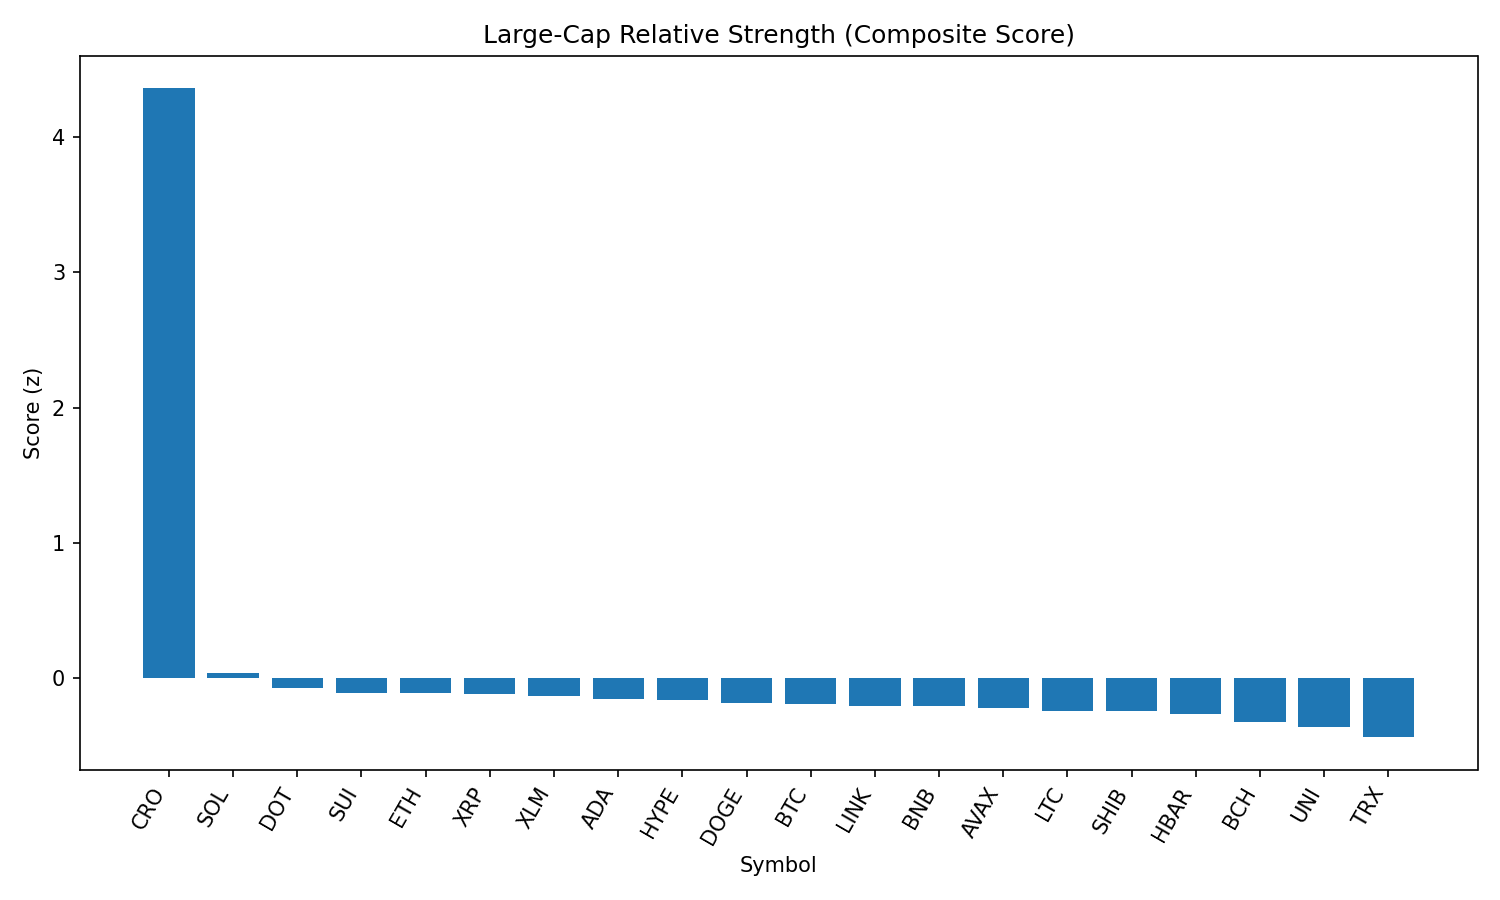 Large-Cap Relative Strength (Composite Score)
4
3
2
1
0
Score (z)
CRO
SOL
DOT
SUI
ETH
XRP
XLM
ADA
HYPE
DOGE
BTC
LINK
BNB
AVAX
LTC
SHIB
HBAR
BCH
UNI
TRX
Symbol